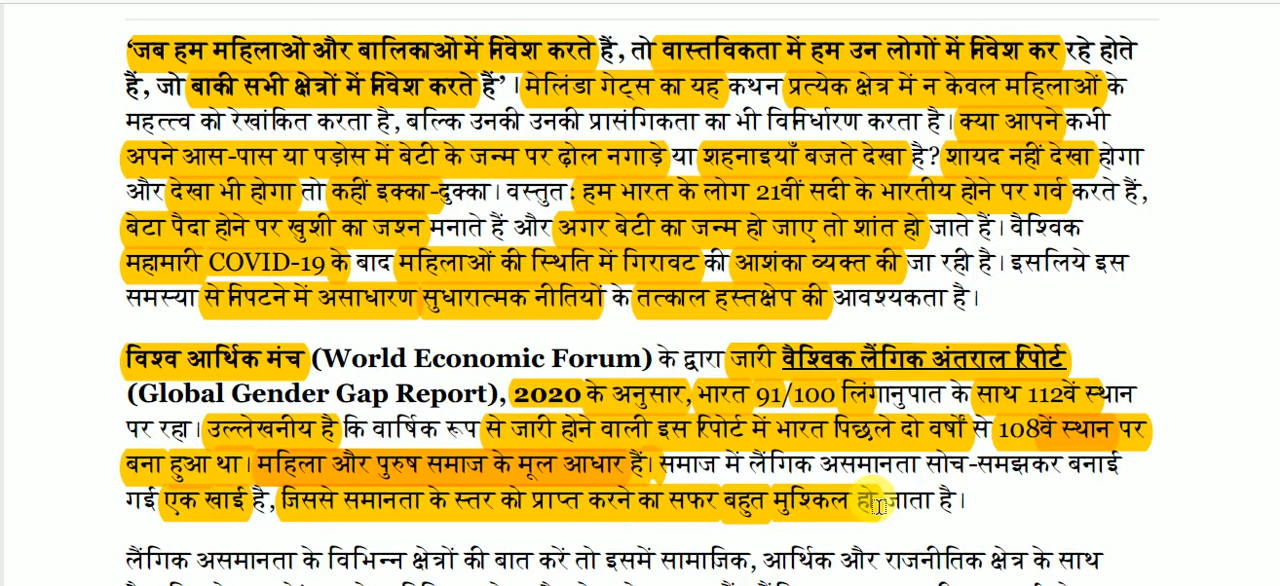 ‘जब हम महिलाओं और बालिकाओं में निवेश करते हैं, तो वास्तविकता में हम उन लोगों में निवेश कर रहे होते
हैं, जो बाकी सभी क्षेत्रों में निवेश करते हैं’। मेलिंडा गेट्स का यह कथन प्रत्येक क्षेत्र में न केवल महिलाओं के
महत्त्व को रेखांकित करता है, बल्कि उनकी उनकी प्रासंगिकता का भी विनिर्धारण करता है। क्या आपने कभी
अपने आस-पास या पड़ोस में बेटी के जन्म पर ढ़ोल नगाड़े या शहनाइयाँ बजते देखा है? शायद नहीं देखा होगा
और देखा भी होगा तो कहीं इक्का-दुक्का। वस्तुत: हम भारत के लोग 21वीं सदी के भारतीय होने पर गर्व करते हैं,
बेटा पैदा होने पर खुशी का जश्न मनाते हैं और अगर बेटी का जन्म हो जाए तो शांत हो जाते हैं। वैश्विक
महामारी COVID-19 के बाद महिलाओं की स्थिति में गिरावट की आशंका व्यक्त की जा रही है। इसलिये इस
समस्या से निपटने में असाधारण सुधारात्मक नीतियों के तत्काल हस्तक्षेप की आवश्यकता है।
विश्व आर्थिक मंच (World Economic Forum) के द्वारा जारी वैश्विक लैंगिक अंतराल रिपोर्ट
(Global Gender Gap Report), 2020 के अनुसार, भारत 91/100 लिंगानुपात के साथ 112वें स्थान
पर रहा। उल्लेखनीय है कि वार्षिक रूप से जारी होने वाली इस रिपोर्ट में भारत पिछले दो वर्षों से 108वें स्थान पर
बना हुआ था। महिला और पुरुष समाज के मूल आधार हैं। समाज में लैंगिक असमानता सोच-समझकर बनाई
गई एक खाई है, जिससे समानता के स्तर को प्राप्त करने का सफर बहुत मुश्किल हो जाता है।
लैंगिक असमानता के विभिन्न क्षेत्रों की बात करें तो इसमें सामाजिक, आर्थिक और राजनीतिक क्षेत्र के साथ